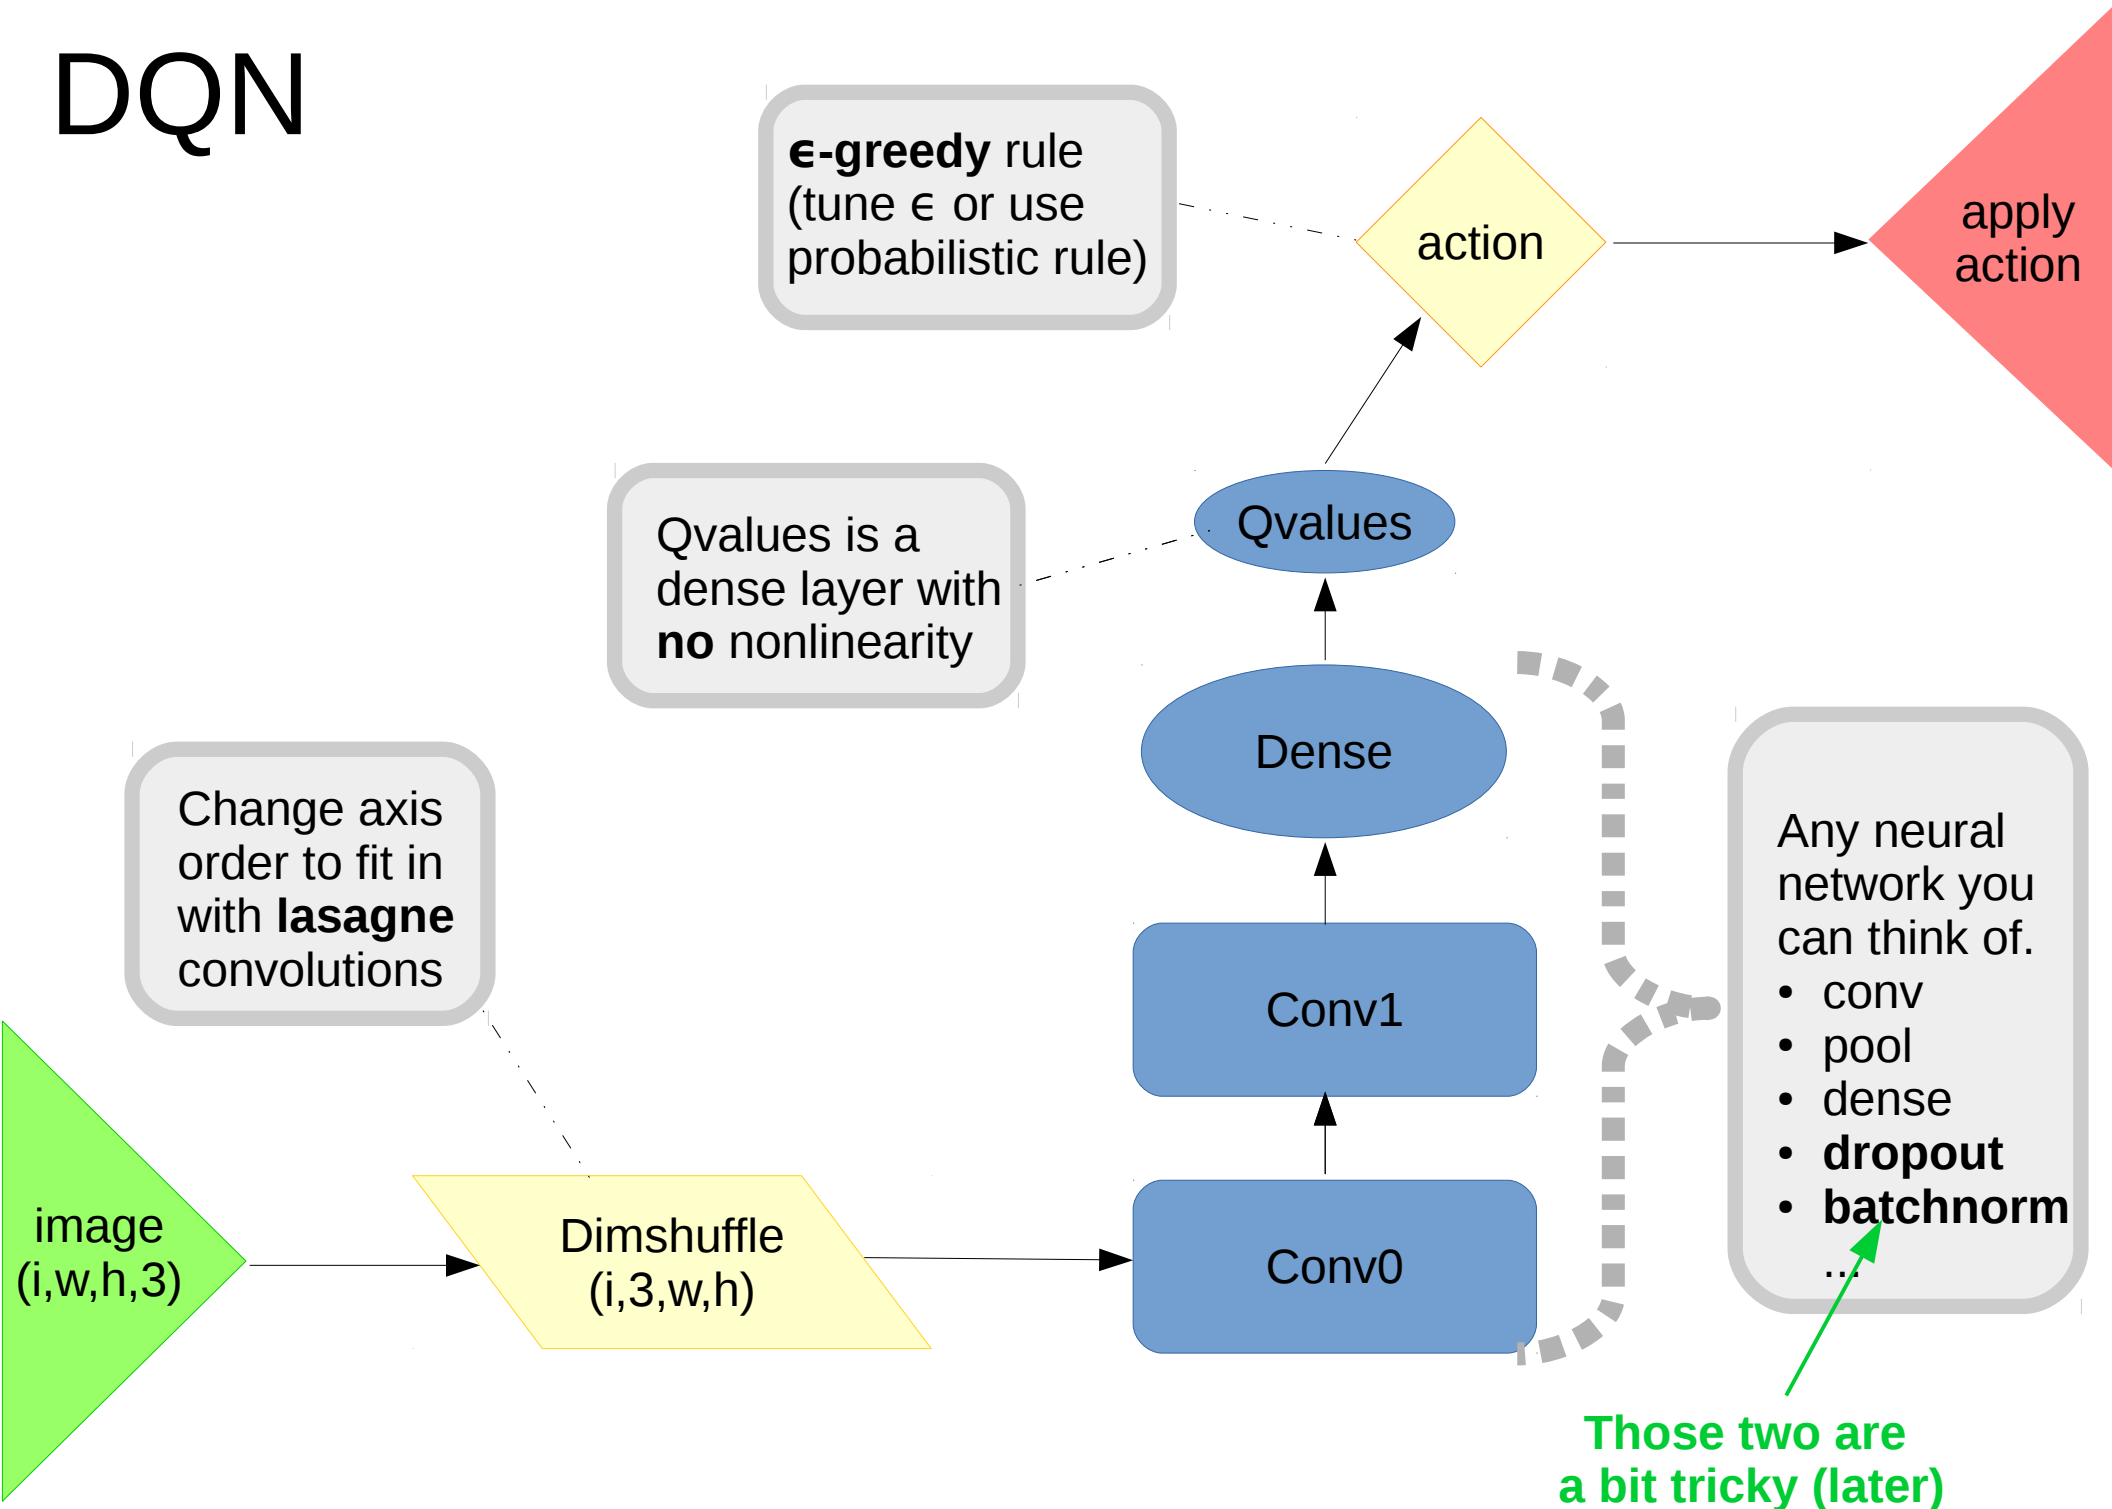 DQN
ϵ-greedy rule
(tune ϵ or use
probabilistic rule)
action
apply
action
Qvalues is a
dense layer with
no nonlinearity
Qvalues
Dense
Change axis
order to fit in
with lasagne
convolutions
Conv1
Any neural
network you
can think of.
• conv
• pool
• dense
• dropout
• batchnorm
...
image
(i,w,h,3)
Dimshuffle
(i,3,w,h)
Conv0
Those two are
a bit tricky (later)